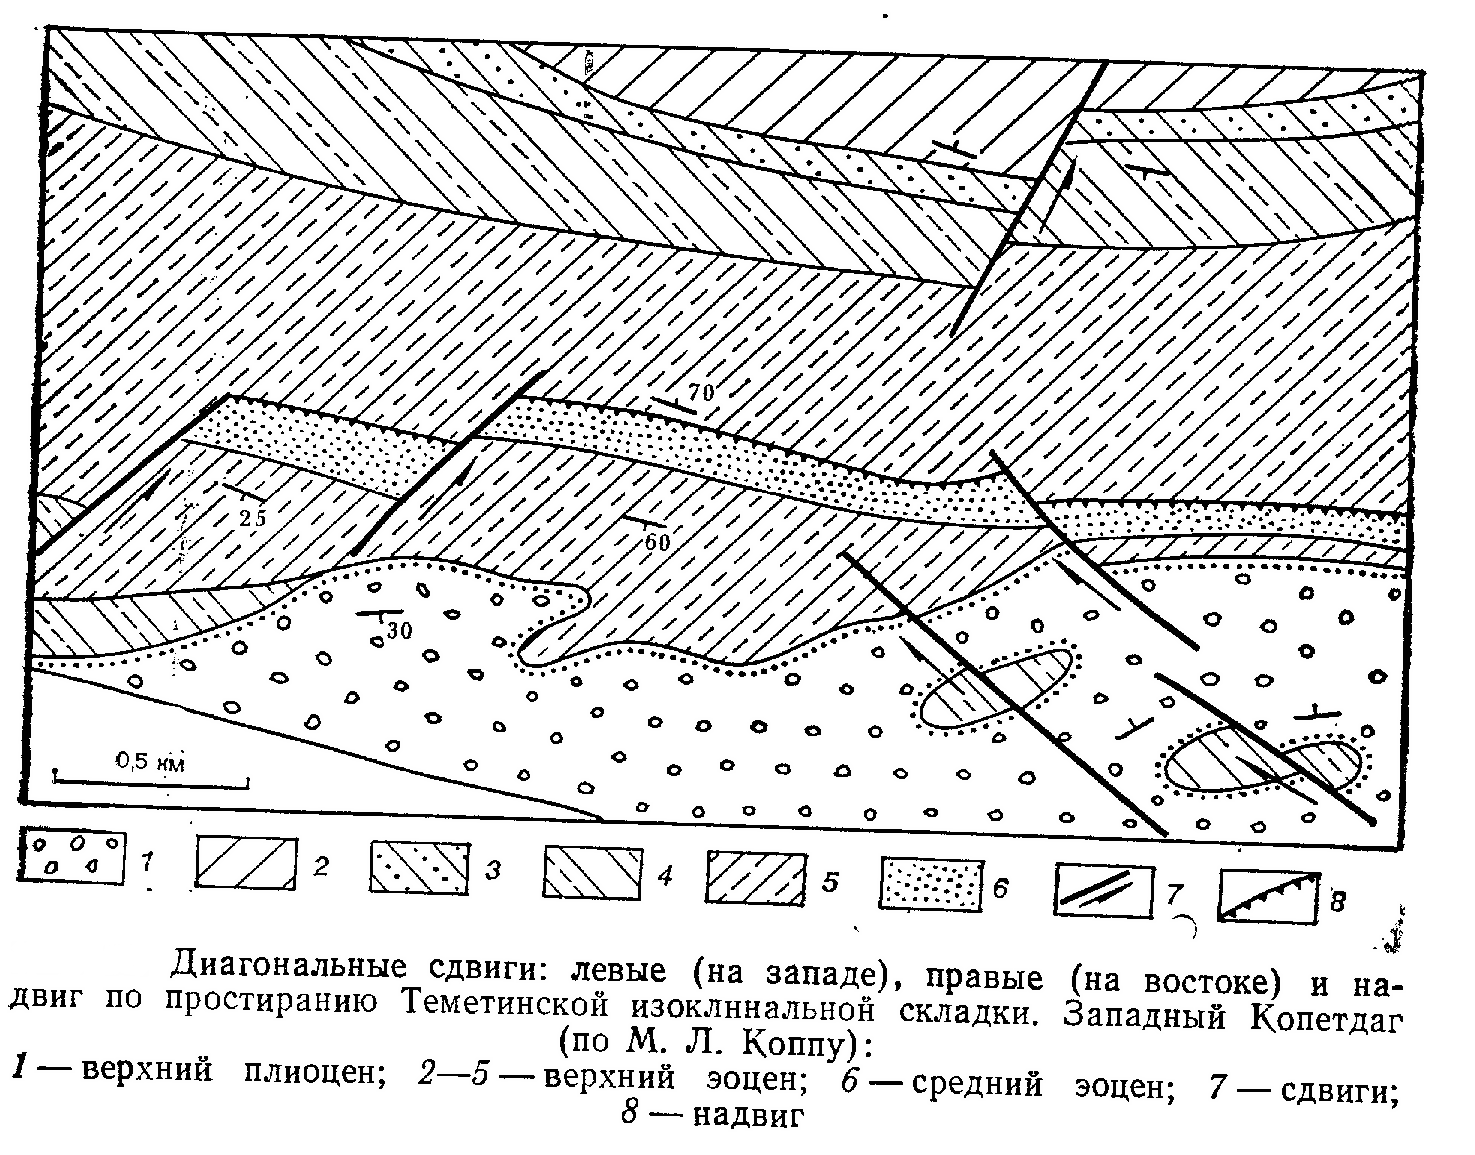 70
25
60
30
0,5 км
1 2 3 4 5 6 7 8
Диагональные сдвиги: левые (на западе), правые (на востоке) и на-
двиг по простиранию Теметинской изоклннальной складки. Западный Копетдаг
(по М. Л. Коппу):
1 — верхний плиоцен; 2—5 — верхний эоцен; 6 — средний эоцен; 7 — сдвиги;
8 — надвиг